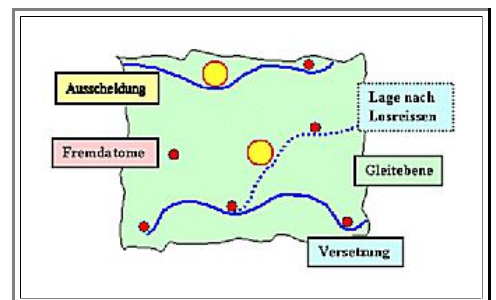 Ausscheidung
Lage nach
Losreissen
Fremdatome
Gleitebene
Versetzung